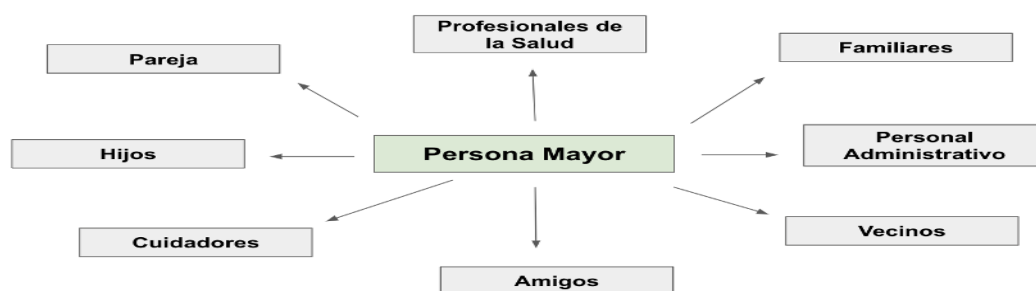 Profesionales de
la Salud
Pareja
Familiares
Hijos
Persona Mayor
Personal
Administrativo
Cuidadores
Vecinos
Amigos